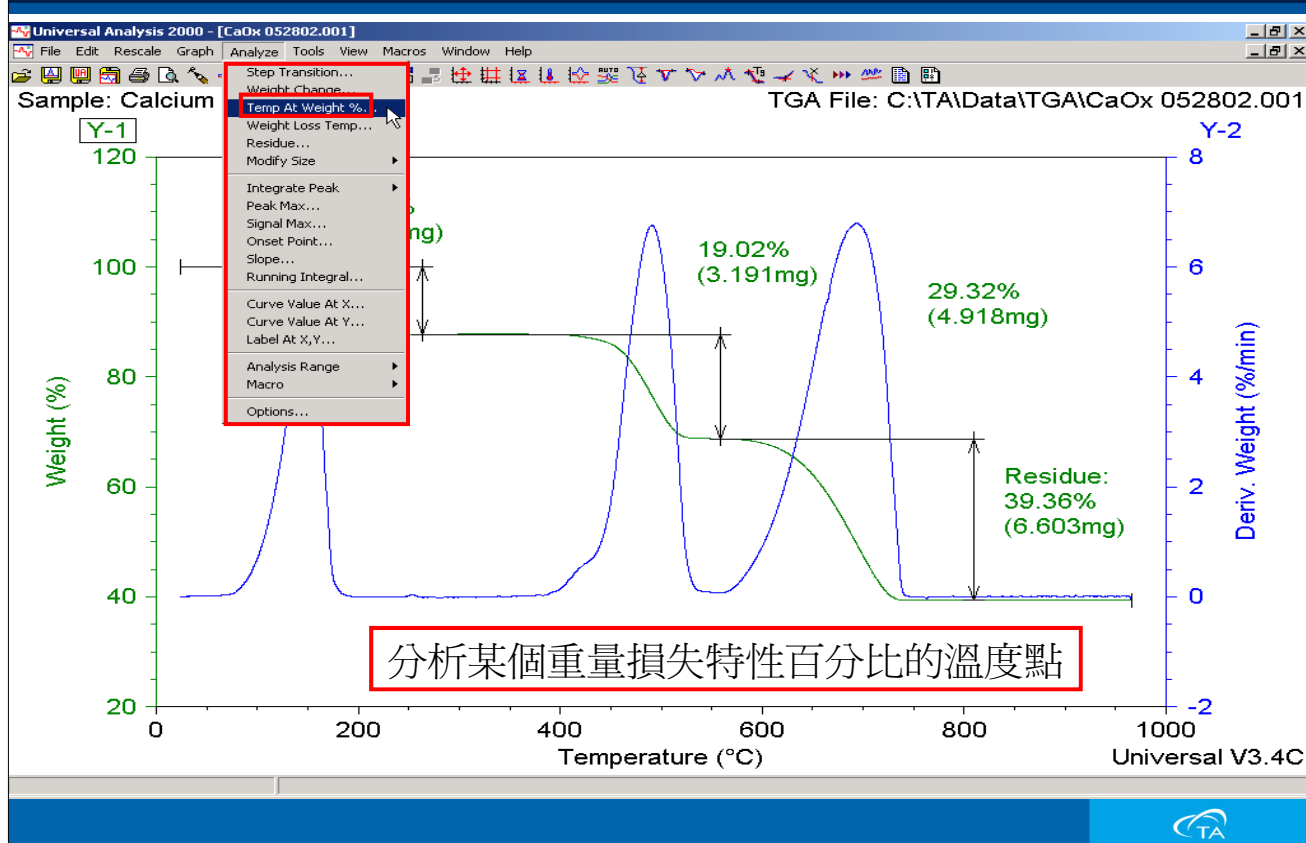 Universal Analysis 2000 - [CaOx 052802.001]
File Edit Rescale Graph Analyze Tools View Macros Window Help
Sample: Calcium
TGA File: C:\TA\Data\TGA\CaOx 052802.001
Step Transition...
Weight Change...
Temp At Weight %...
Weight Loss Temp...
Residue...
Modify Size
Integrate Peak
Peak Max...
Signal Max...
Onset Point...
Slope...
Running Integral...
Curve Value At X...
Curve Value At Y...
Label At X,Y...
Analysis Range
Macro
Options...
Y-1
Y-2
120
100
80
60
40
20
Weight (%)
mg)
19.02%
(3.191mg)
29.32%
(4.918mg)
Residue:
39.36%
(6.603mg)
8
6
4
2
0
-2
Deriv. Weight (%/min)
分析某個重量損失特性百分比的溫度點
0 200 400 600 800 1000
Temperature (°C)
Universal V3.4C
TA